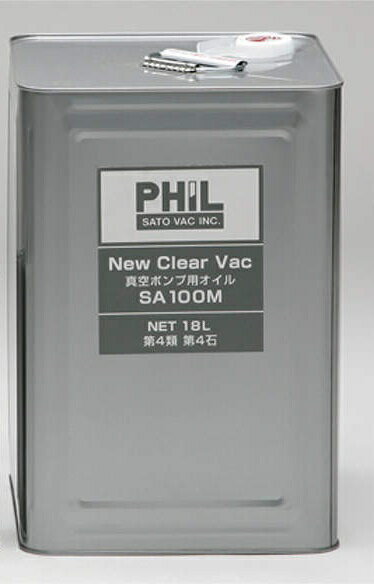 PHIL
SATO VAC INC.
New Clear Vac
真空ポンプ用オイル
SA100M
NET 18L
第4類 第4石